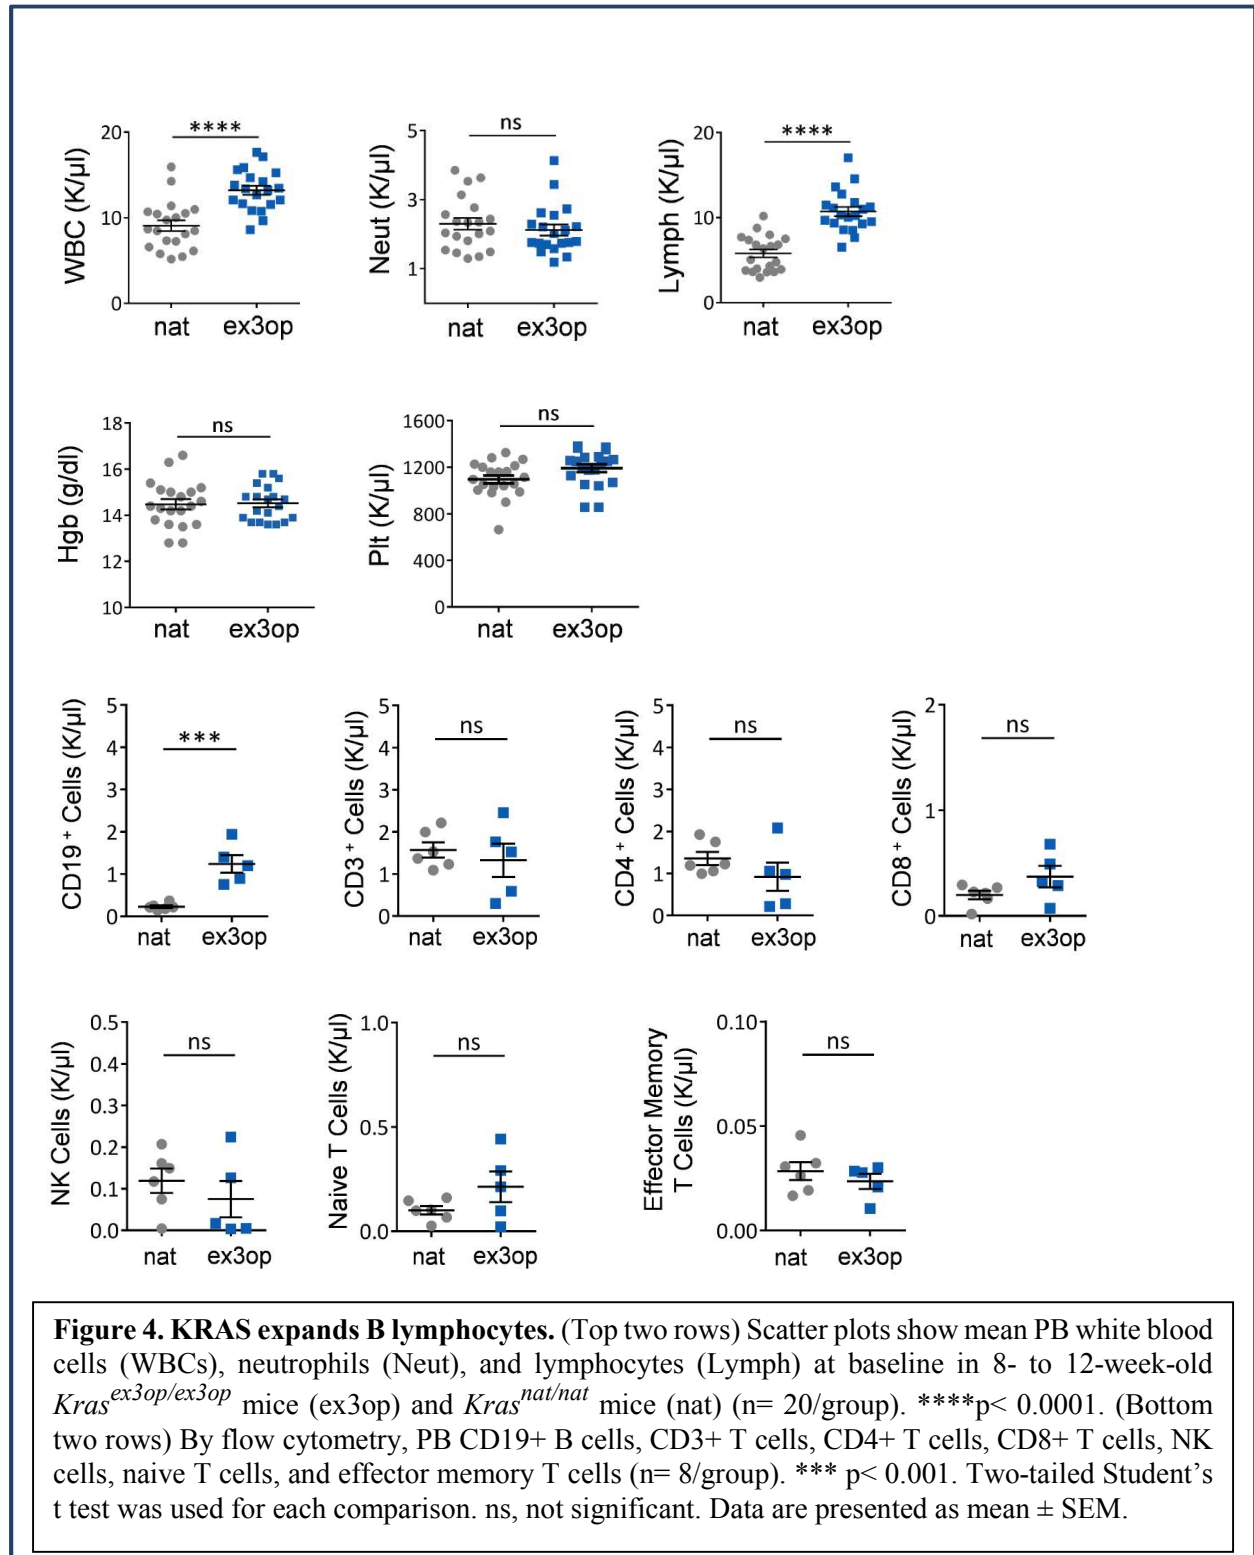 20
10
0
WBC (K/µl)
****
nat ex3op
5
3
1
Neut (K/µl)
ns
nat ex3op
20
10
0
Lymph (K/µl)
****
nat ex3op
18
16
14
12
10
Hgb (g/dl)
ns
nat ex3op
1600
1200
800
400
0
Plt (K/µl)
ns
nat ex3op
5
4
3
2
1
0
CD19 + Cells (K/µl)
***
nat ex3op
5
4
3
2
1
0
CD3 + Cells (K/µl)
ns
nat ex3op
5
4
3
2
1
0
CD4 + Cells (K/µl)
ns
nat ex3op
2
1
0
CD8 + Cells (K/µl)
ns
nat ex3op
0.5
0.4
0.3
0.2
0.1
0.0
NK Cells (K/µl)
ns
nat ex3op
1.0
0.5
0.0
Naive T Cells (K/µl)
ns
nat ex3op
0.10
0.05
0.00
Effector Memory
T Cells (K/µl)
ns
nat ex3op
Figure 4. KRAS expands B lymphocytes. (Top two rows) Scatter plots show mean PB white blood
cells (WBCs), neutrophils (Neut), and lymphocytes (Lymph) at baseline in 8- to 12-week-old
Kras^ex3op/ex3op mice (ex3op) and Kras^nat/nat mice (nat) (n= 20/group). ****p< 0.0001. (Bottom
two rows) By flow cytometry, PB CD19+ B cells, CD3+ T cells, CD4+ T cells, CD8+ T cells, NK
cells, naive T cells, and effector memory T cells (n= 8/group). *** p< 0.001. Two-tailed Student’s
t test was used for each comparison. ns, not significant. Data are presented as mean ± SEM.